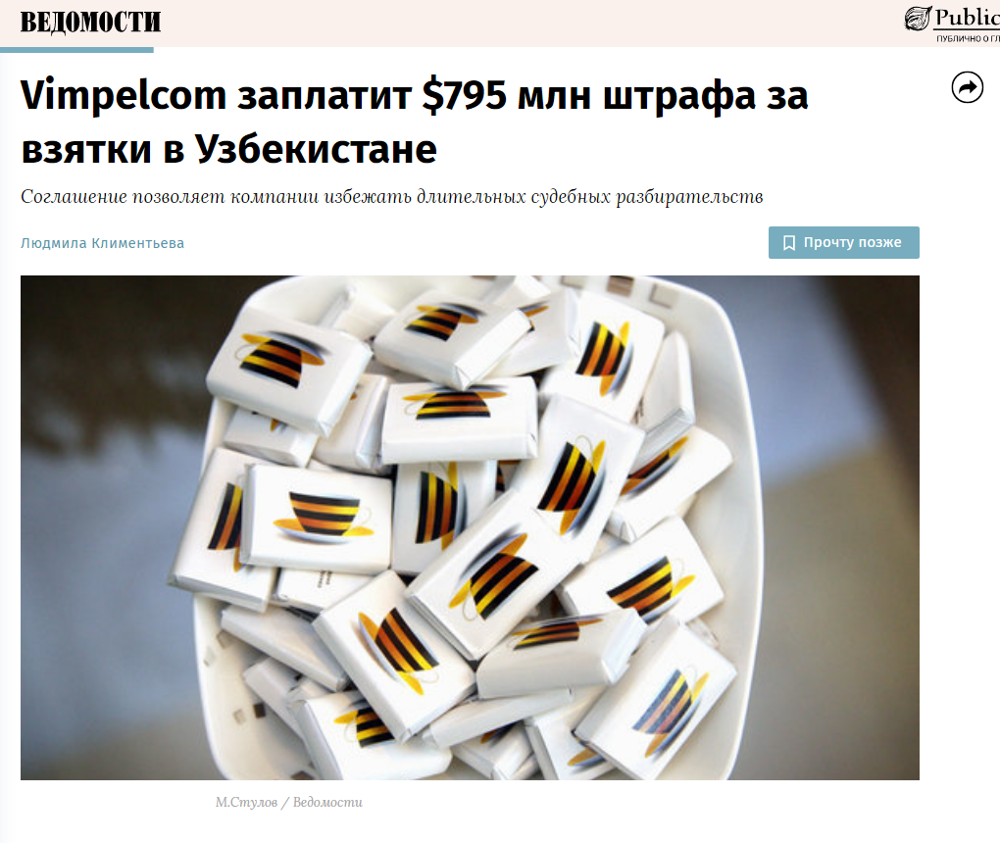 ВЕДОМОСТИ
Public
ПУБЛИЧНО О ГЛ
Vimpelcom заплатит $795 млн штрафа за
взятки в Узбекистане
Соглашение позволяет компании избежать длительных судебных разбирательств
Людмила Климентьева
Прочту позже
М.Стулов / Ведомости